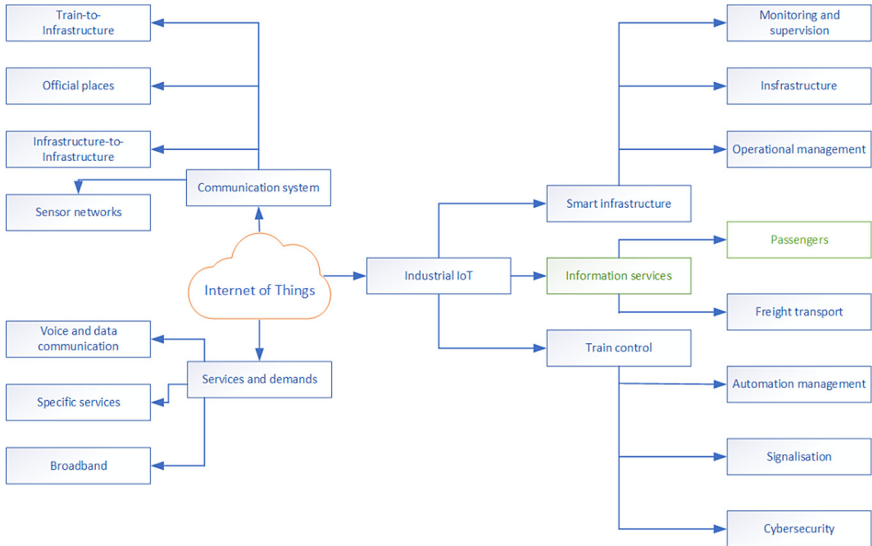 Train-to-
Infrastructure
Official places
Infrastructure-to-
Infrastructure
Sensor networks
Communication system
Internet of Things
Voice and data
communication
Services and demands
Specific services
Broadband
Industrial IoT
Smart infrastructure
Information services
Train control
Monitoring and
supervision
Insfrastructure
Operational management
Passengers
Freight transport
Automation management
Signalisation
Cybersecurity